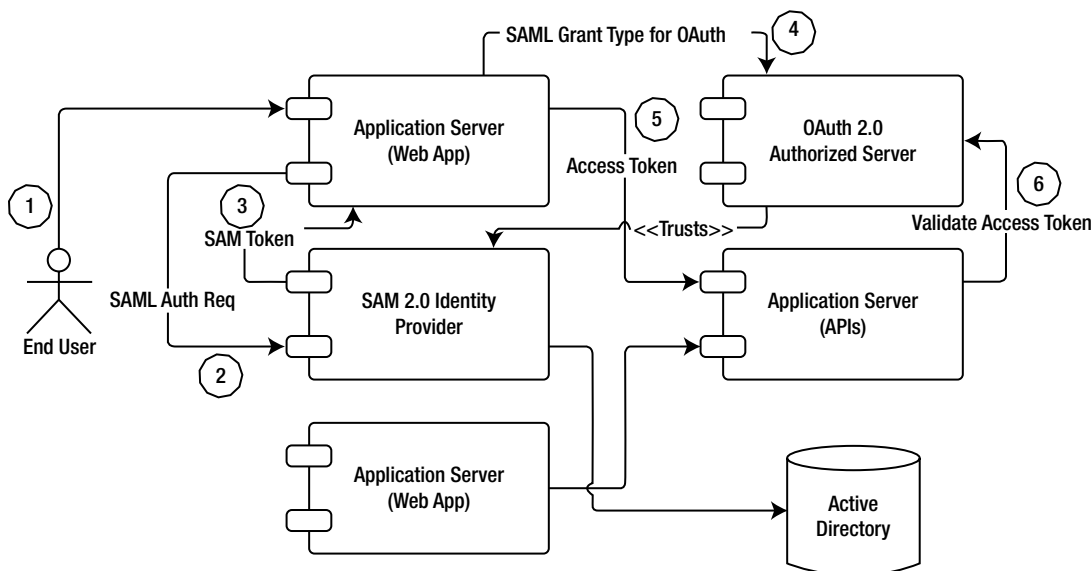 SAML Grant Type for OAuth
4
Application Server
(Web App)
5
Access Token
OAuth 2.0
Authorized Server
1
3
SAM Token
<<Trusts>>
6
Validate Access Token
End User
SAML Auth Req
2
SAM 2.0 Identity
Provider
Application Server
(APIs)
Application Server
(Web App)
Active
Directory